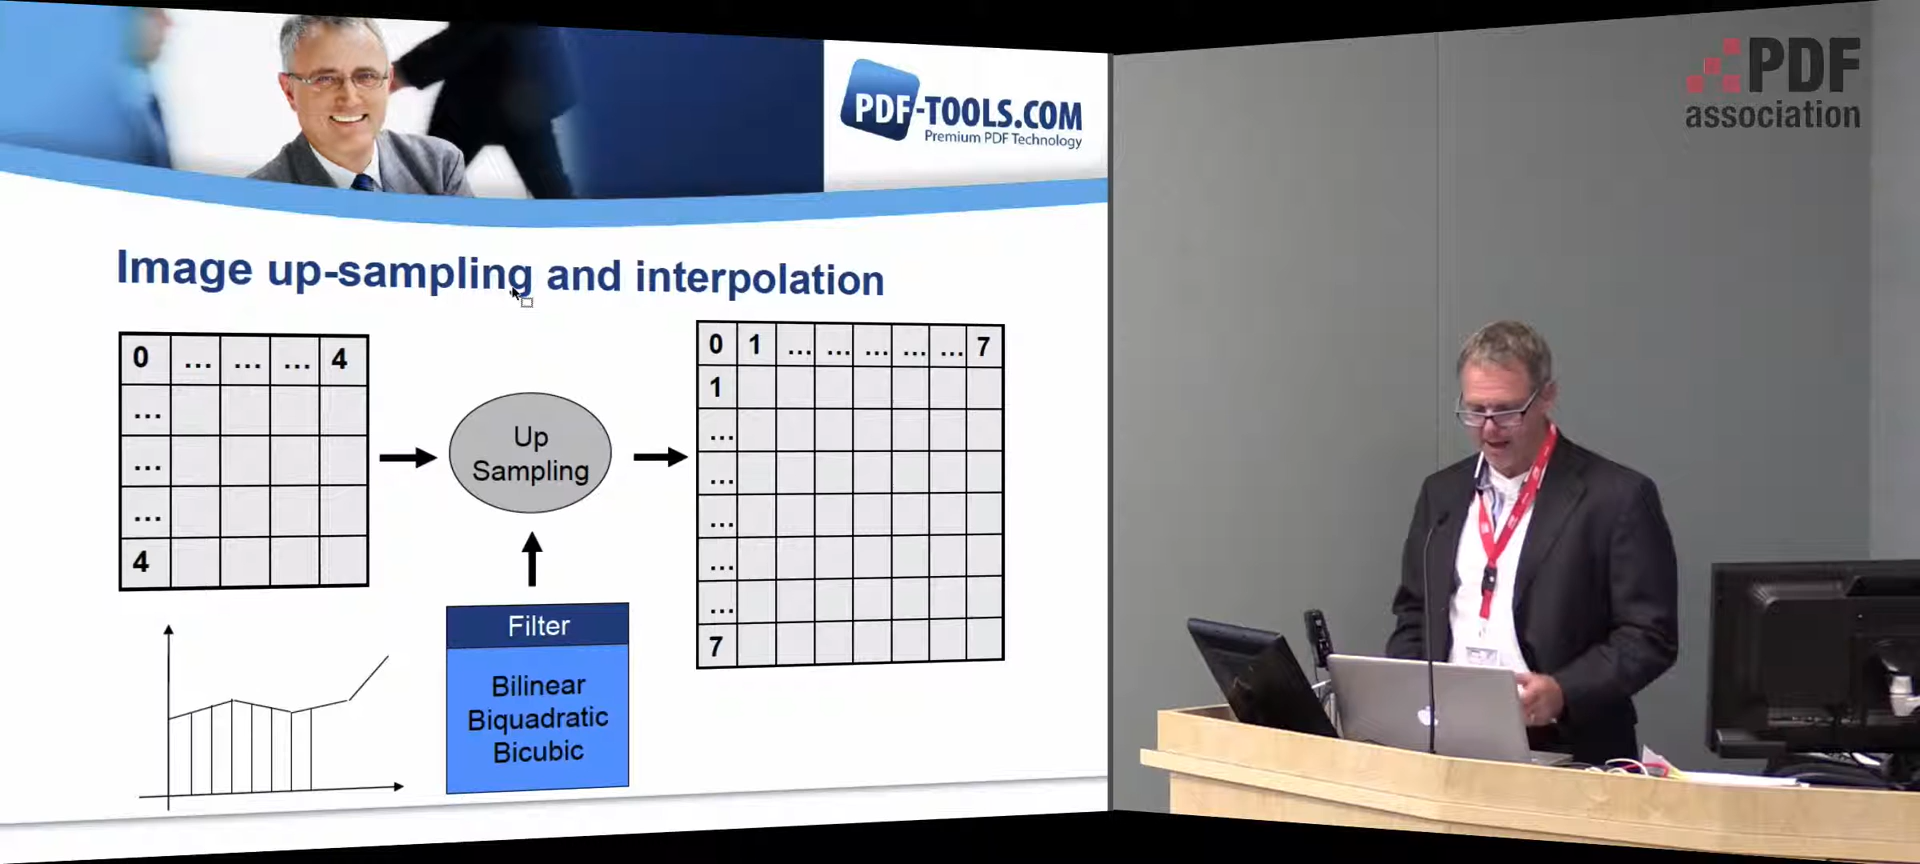 PDF-TOOLS.COM
Premium PDF Technology
PDF
association
Image up-sampling and interpolation
0 ... ... ... 4
...
...
...
4
Up
Sampling
Filter
Bilinear
Biquadratic
Bicubic
0 1 ... ... ... ... ... 7
1
...
...
...
...
...
7